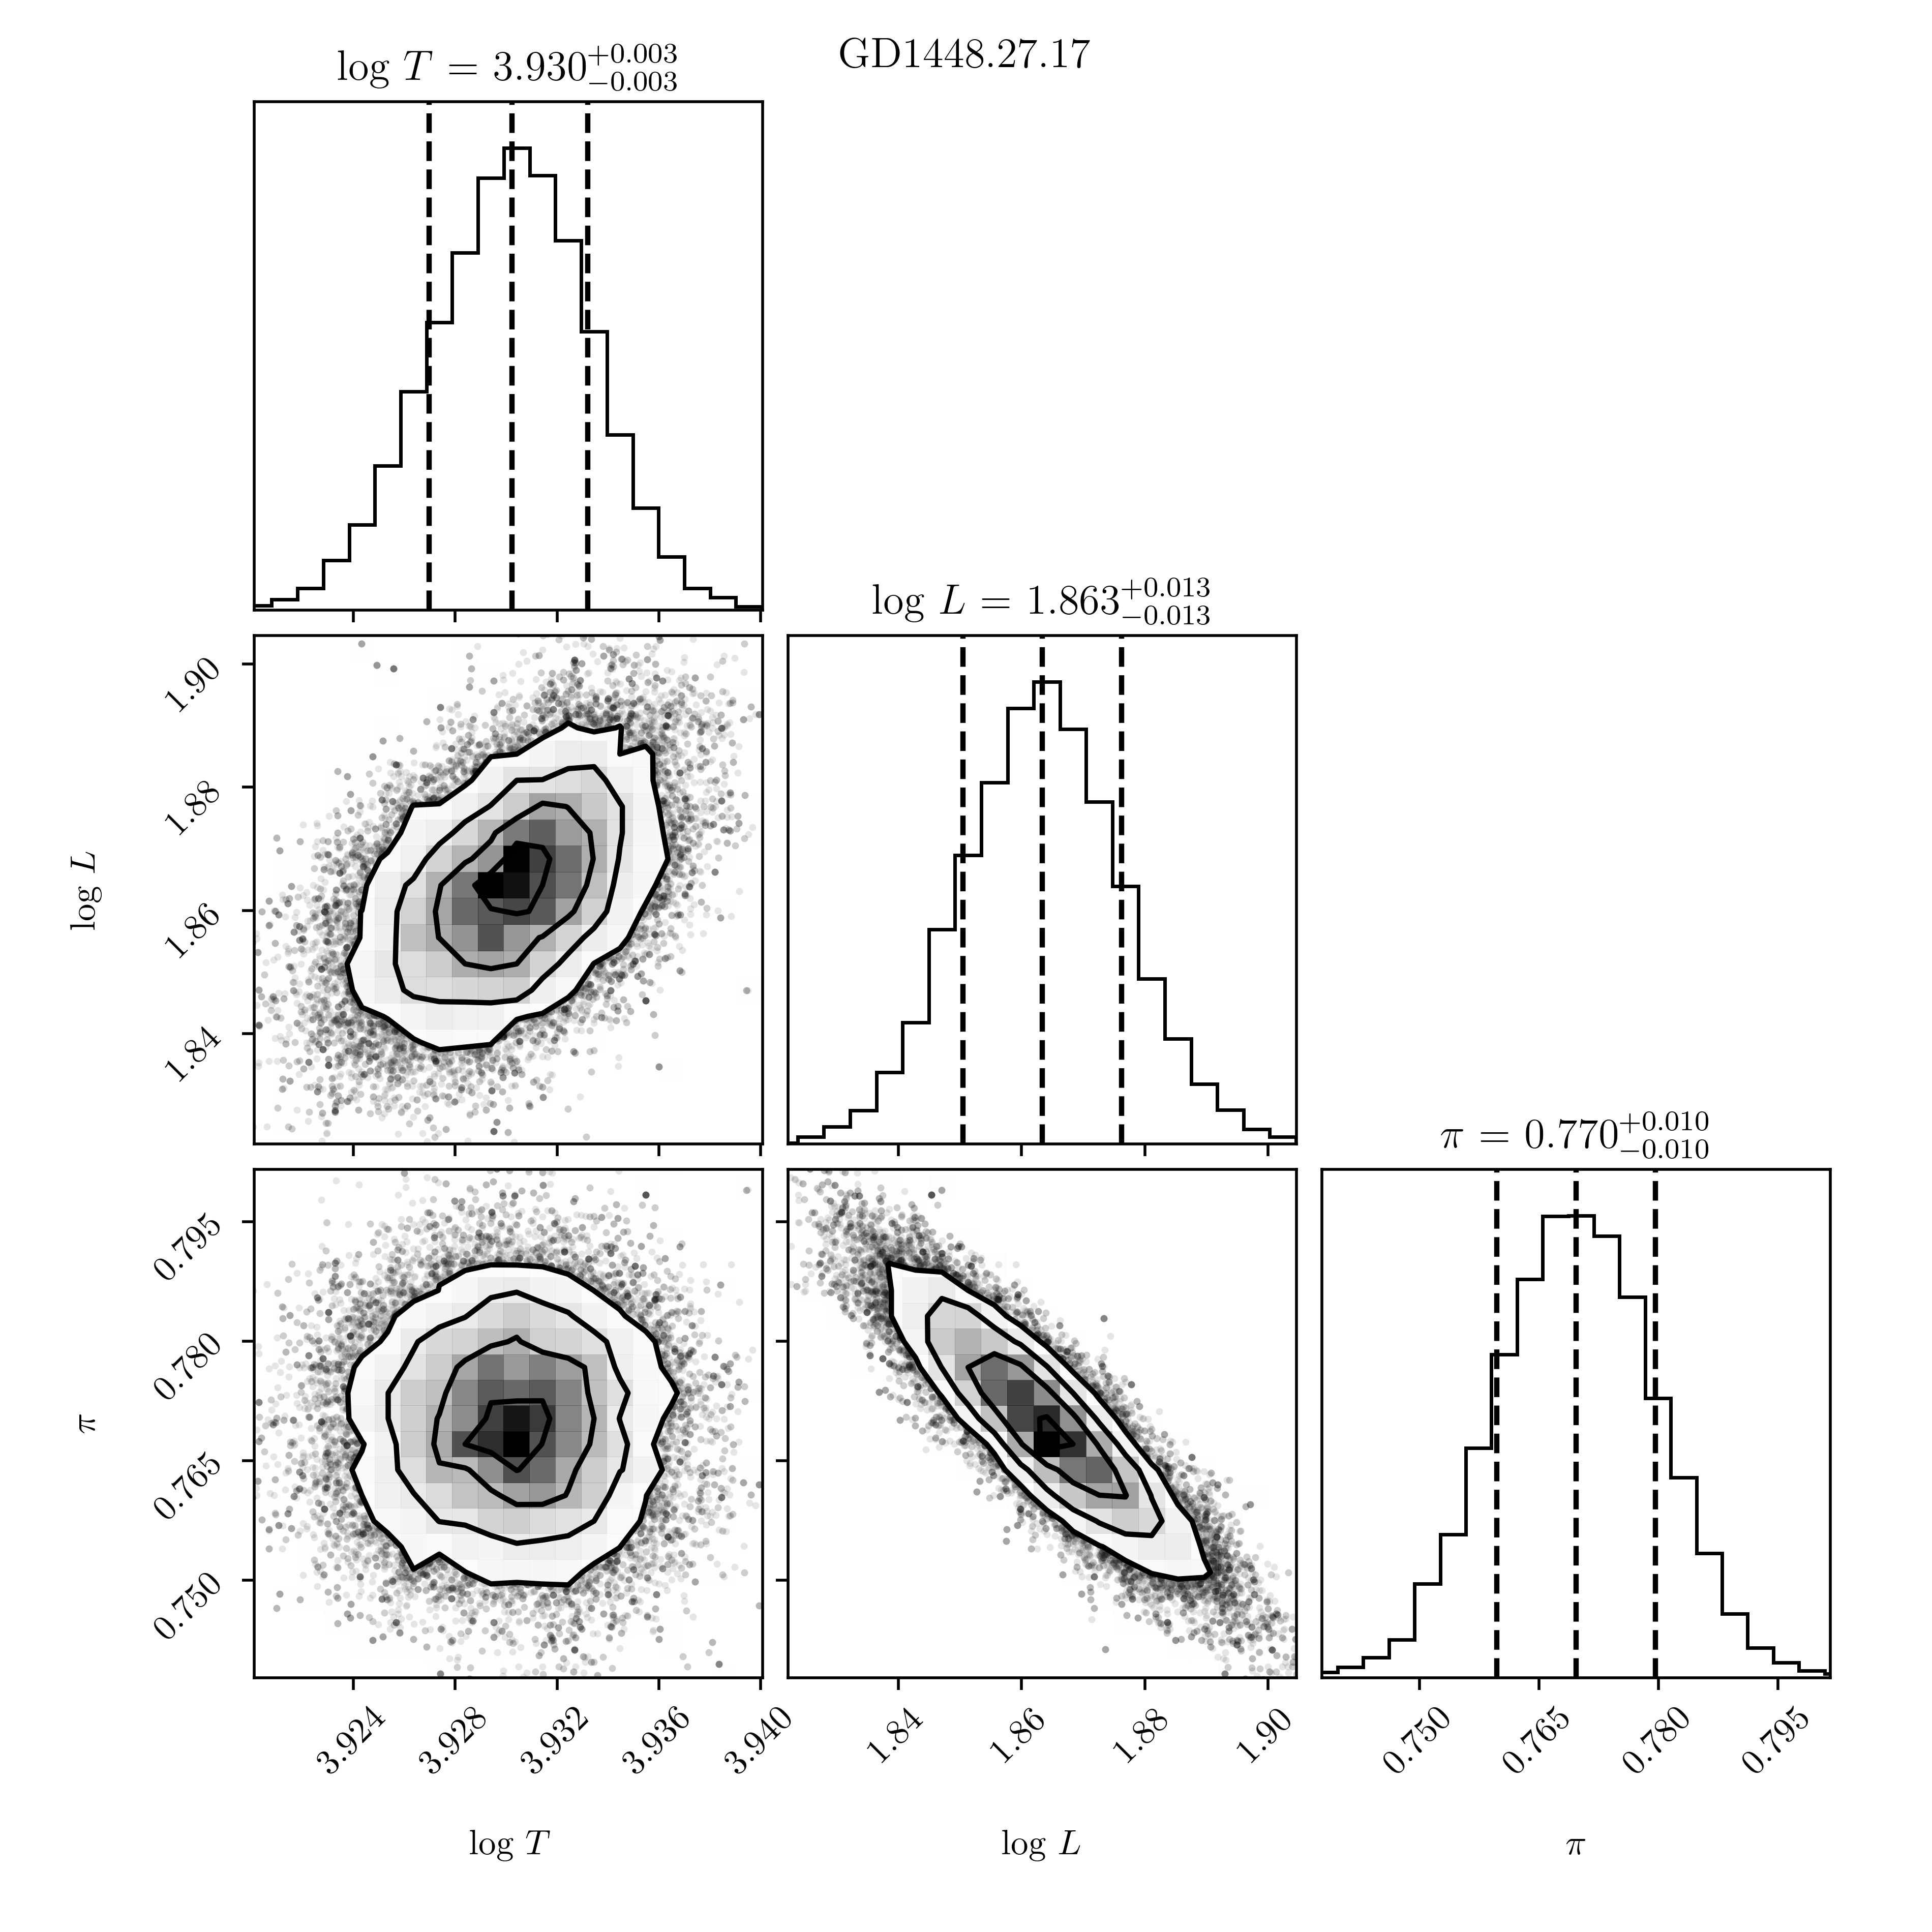 GD1448.27.17
log T = 3.930+0.003−0.003
log L = 1.863+0.013−0.013
π = 0.770+0.010−0.010
log L
1.90
1.88
1.86
1.84
π
0.795
0.780
0.765
0.750
3.924 3.928 3.932 3.936 3.940
1.84 1.86 1.88 1.90
0.750 0.765 0.780 0.795
log T
log L
π